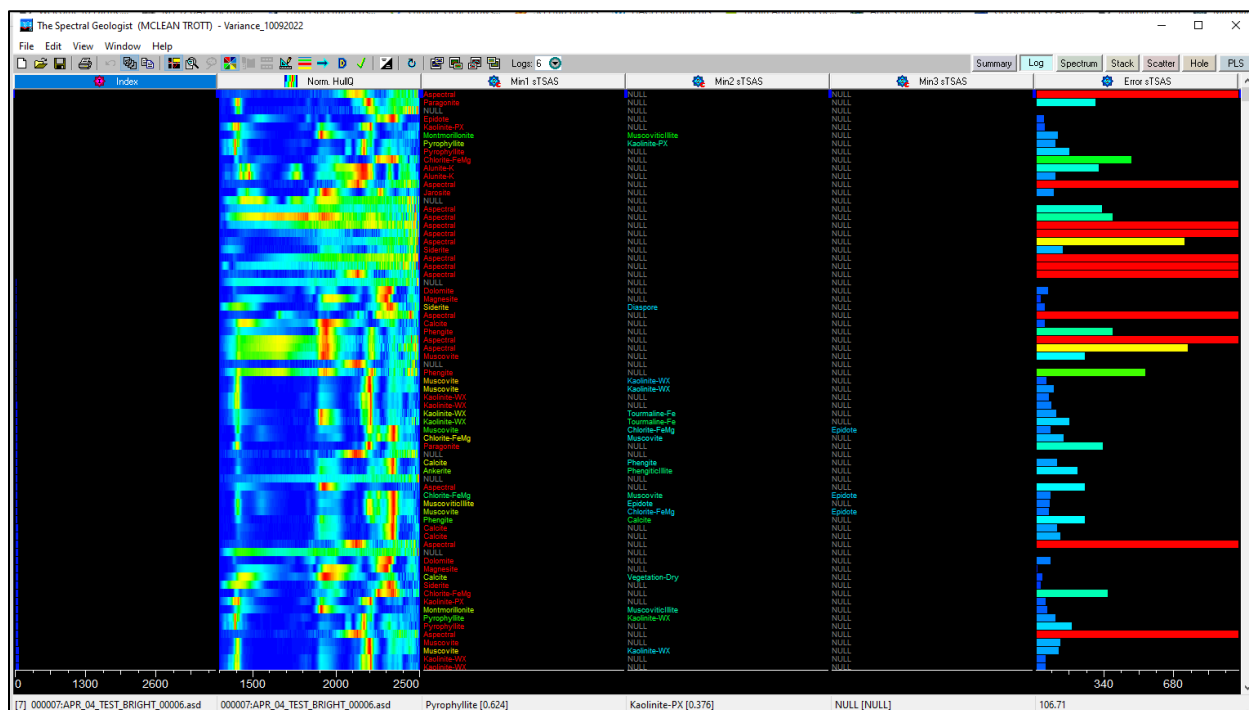 The Spectral Geologist (MCLEAN TROTT) - Variance_10092022
File Edit View Window Help
Logs: 6 Summary Log Spectrum Stack Scatter Hole PLS
Index Norm. HullQ Min1 sTSAS Min2 sTSAS Min3 sTSAS Error sTSAS
Aspectral NULL NULL
Paragonite NULL NULL
NULL NULL NULL
Epidote NULL NULL
Kaolinite-PX NULL NULL
Montmorillonite MuscoviticIllite NULL
Pyrophyllite Kaolinite-PX NULL
Pyrophyllite NULL NULL
Chlorite-FeMg NULL NULL
Alunite-K NULL NULL
Alunite-K NULL NULL
Aspectral NULL NULL
Jarosite NULL NULL
NULL NULL NULL
Aspectral NULL NULL
Aspectral NULL NULL
Aspectral NULL NULL
Aspectral NULL NULL
Aspectral NULL NULL
Siderite NULL NULL
Aspectral NULL NULL
Aspectral NULL NULL
Aspectral NULL NULL
NULL NULL NULL
Dolomite NULL NULL
Magnesite NULL NULL
Siderite Diaspore NULL
Aspectral NULL NULL
Calcite NULL NULL
Phengite NULL NULL
Aspectral NULL NULL
Aspectral NULL NULL
Muscovite NULL NULL
NULL NULL NULL
Phengite NULL NULL
Muscovite Kaolinite-WX NULL
Muscovite Kaolinite-WX NULL
Kaolinite-WX NULL NULL
Kaolinite-WX NULL NULL
Kaolinite-WX Tourmaline-Fe NULL
Kaolinite-WX Tourmaline-Fe NULL
Muscovite Chlorite-FeMg Epidote
Chlorite-FeMg Muscovite NULL
Paragonite NULL NULL
NULL NULL NULL
Calcite Phengite NULL
Ankerite PhengiticIllite NULL
NULL NULL NULL
Aspectral NULL NULL
Chlorite-FeMg Muscovite Epidote
MuscoviticIllite Epidote NULL
Muscovite Chlorite-FeMg Epidote
Phengite Calcite NULL
Calcite NULL NULL
Calcite NULL NULL
Aspectral NULL NULL
NULL NULL NULL
Dolomite NULL NULL
Magnesite NULL NULL
Calcite Vegetation-Dry NULL
Siderite NULL NULL
Chlorite-FeMg NULL NULL
Kaolinite-PX NULL NULL
Montmorillonite MuscoviticIllite NULL
Pyrophyllite Kaolinite-WX NULL
Pyrophyllite NULL NULL
Aspectral NULL NULL
Muscovite NULL NULL
Muscovite Kaolinite-WX NULL
Kaolinite-WX NULL NULL
Kaolinite-WX NULL NULL
0 1300 2600 1500 2000 2500 340 680
[7] 000007:APR_04_TEST_BRIGHT_00006.asd 000007:APR_04_TEST_BRIGHT_00006.asd Pyrophyllite [0.624] Kaolinite-PX [0.376] NULL [NULL] 106.71